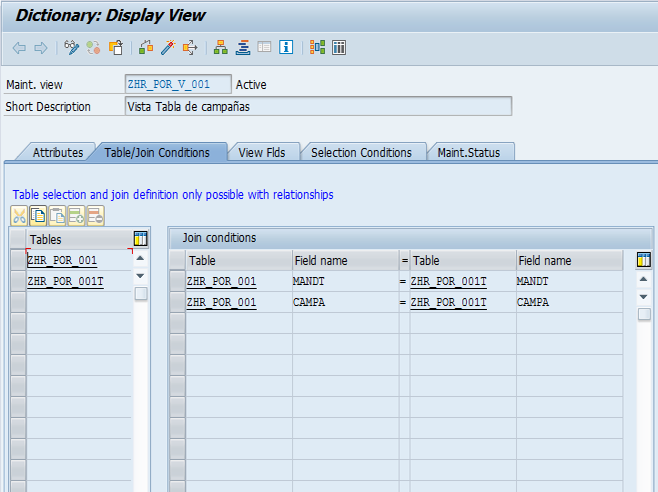 Dictionary: Display View
Maint. view ZHR_POR_V_001 Active
Short Description Vista Tabla de campañas
Attributes Table/Join Conditions View Flds Selection Conditions Maint.Status
Table selection and join definition only possible with relationships
Tables
ZHR_POR_001
ZHR_POR_001T
Join conditions
Table Field name = Table Field name
ZHR_POR_001 MANDT = ZHR_POR_001T MANDT
ZHR_POR_001 CAMPA = ZHR_POR_001T CAMPA